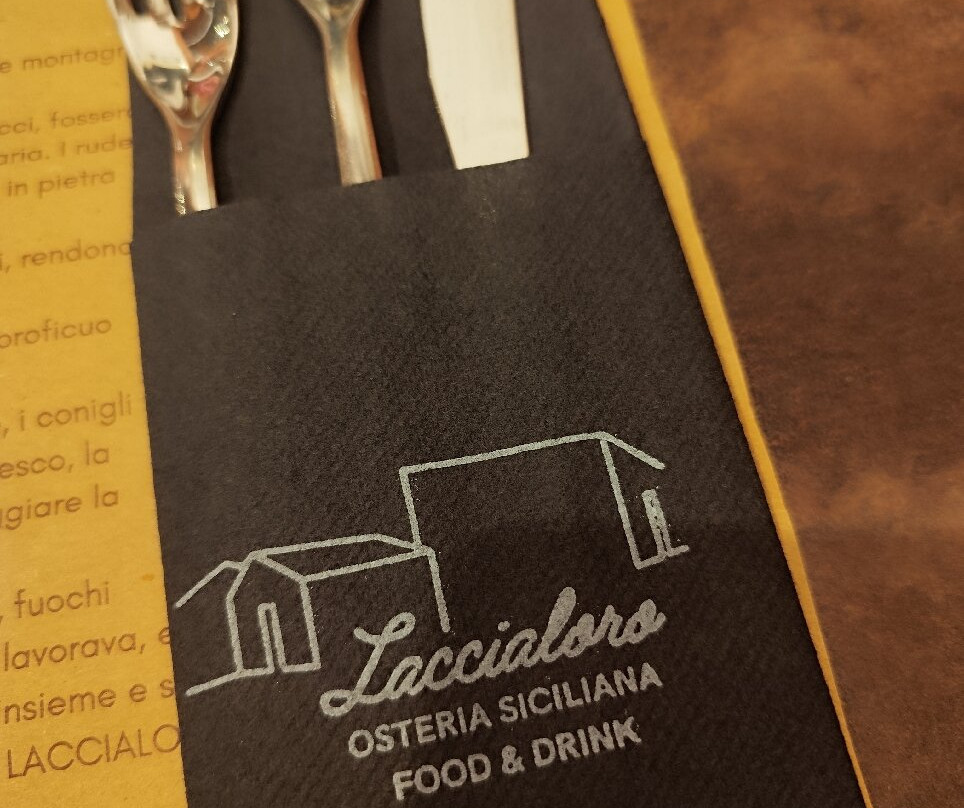 e montagn
cci, fossero
aria. I rude
in pietra
i, rendono
proficuo
, i conigli
esco, la
giare la
, fuochi
lavorava, e
nsieme e s
LACCIALO
Laccialoro
OSTERIA SICILIANA
FOOD & DRINK